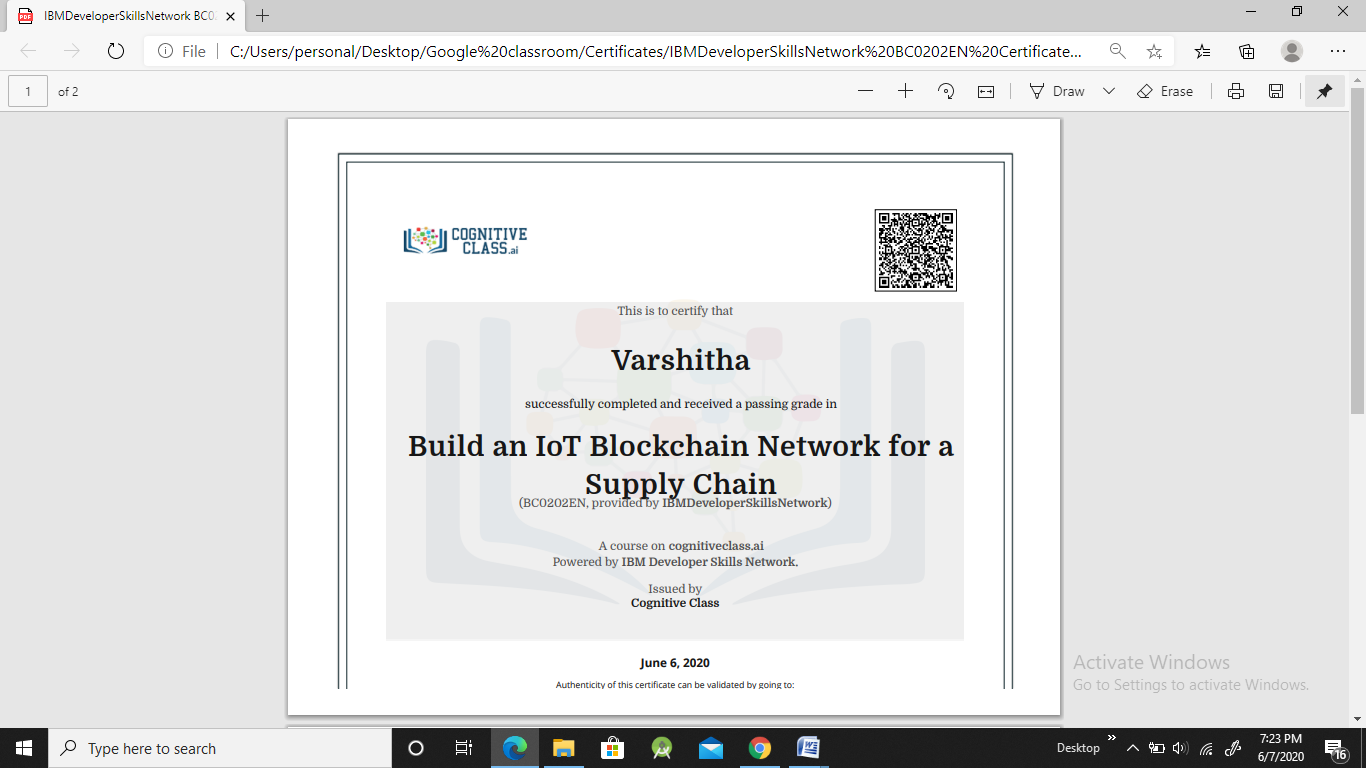 IBMDeveloperSkillsNetwork BC0
File
C:/Users/personal/Desktop/Google%20classroom/Certificates/IBMDeveloperSkillsNetwork%20BC0202EN%20Certificate...
1 of 2
Draw
Erase
COGNITIVE
CLASS.ai
This is to certify that
Varshitha
successfully completed and received a passing grade in
Build an IoT Blockchain Network for a
Supply Chain
(BC0202EN, provided by IBMDeveloperSkillsNetwork)
A course on cognitiveclass.ai
Powered by IBM Developer Skills Network.
Issued by
Cognitive Class
June 6, 2020
Authenticity of this certificate can be validated by going to:
Activate Windows
Go to Settings to activate Windows.
Type here to search
Desktop
7:23 PM
6/7/2020
16